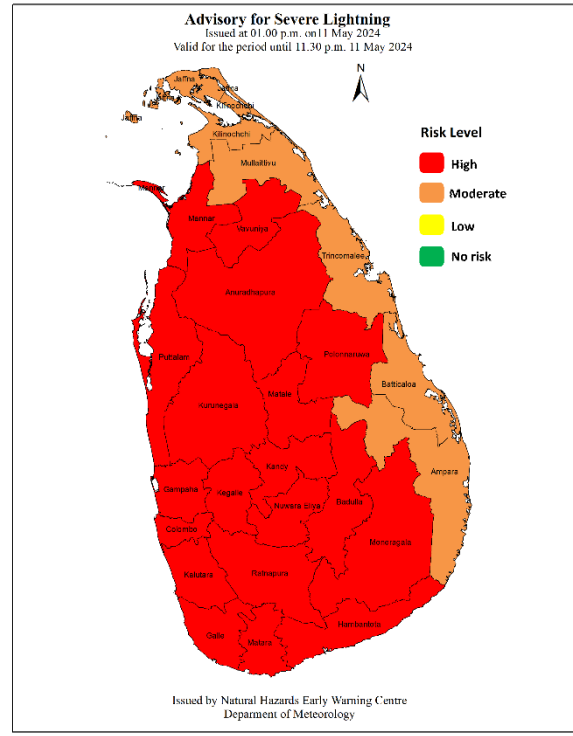 Advisory for Severe Lightning
Issued at 01.00 p.m. on11 May 2024
Valid for the period until 11.30 p.m. 11 May 2024
N
Risk Level
High
Moderate
Low
No risk
Jaffna
Jaffna
Kilinochchi
Jaffna
Kilinochchi
Mullaittivu
Mannar
Mannar
Vavuniya
Trincomalee
Anuradhapura
Puttalam
Polonnaruwa
Batticaloa
Kurunegala
Matale
Kandy
Ampara
Gampaha
Kegalle
Nuwara Eliya
Badulla
Colombo
Monoragala
Kalutara
Ratnapura
Hambantota
Galle
Matara
Issued by Natural Hazards Early Warning Centre
Deparment of Meteorology